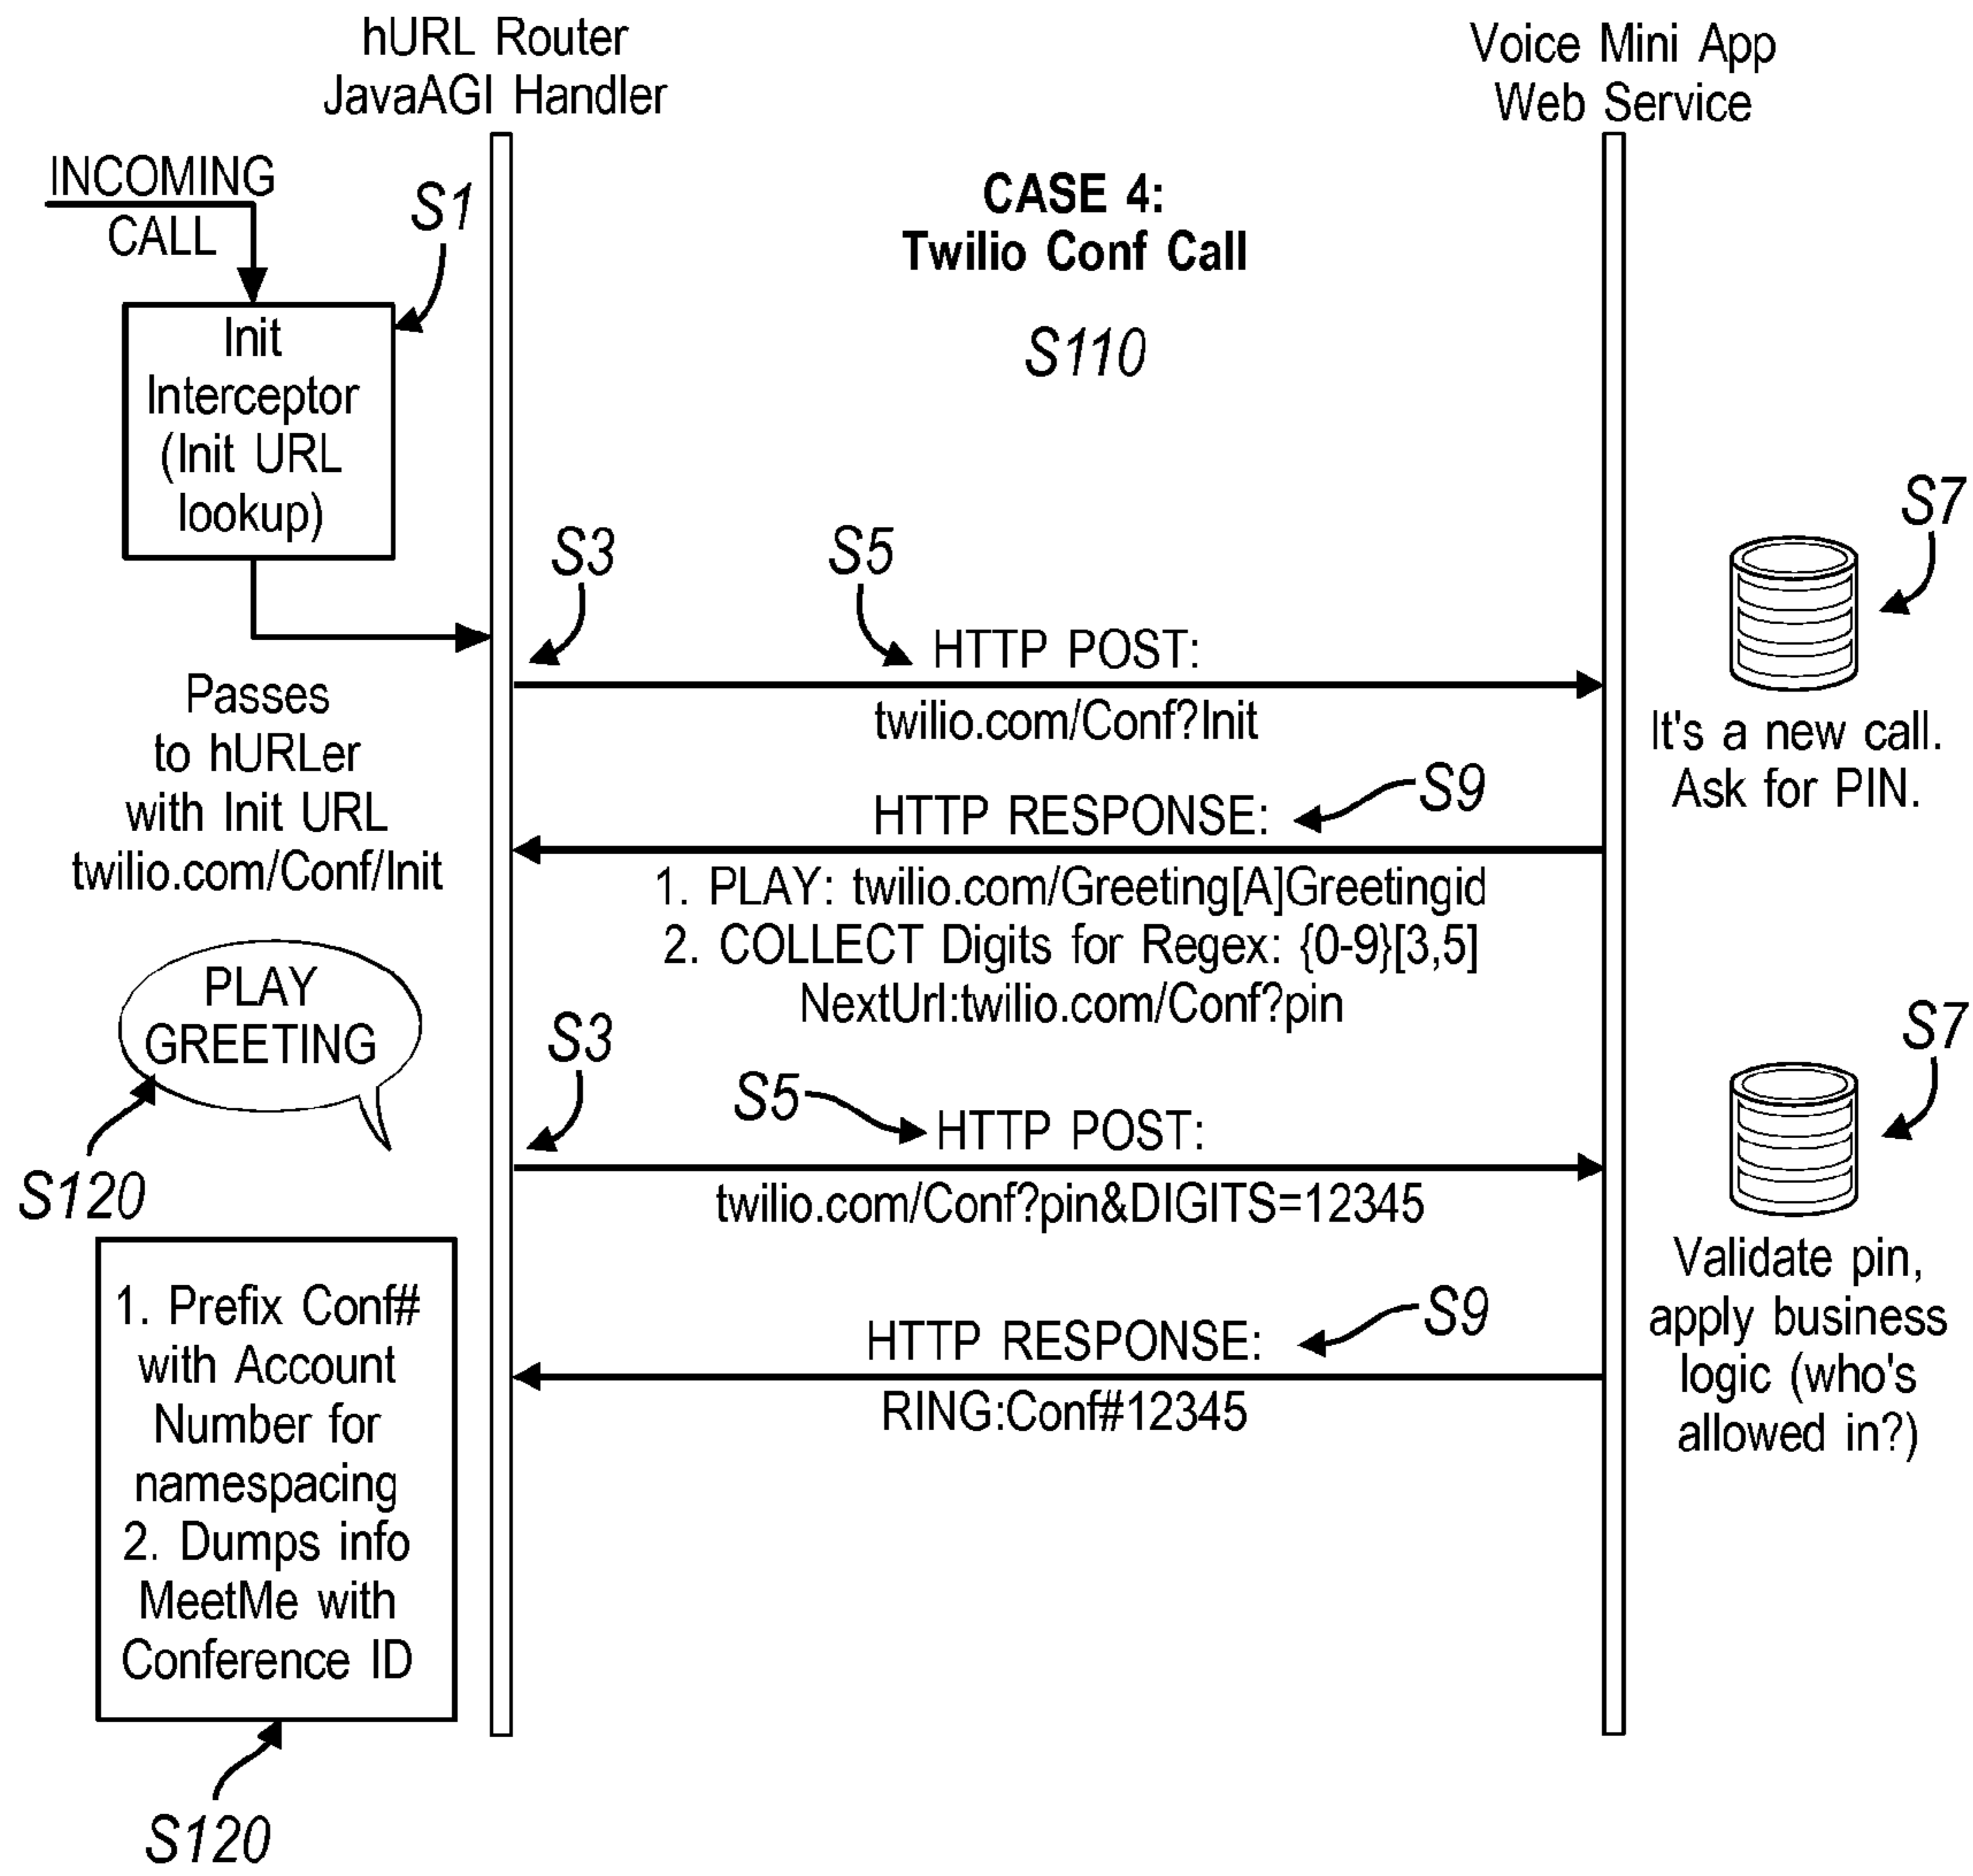 hURL Router
JavaAGI Handler
Voice Mini App
Web Service
INCOMING
CALL
S1
CASE 4:
Twilio Conf Call
S110
Init
Interceptor
(Init URL
lookup)
S3
S5
S7
HTTP POST:
twilio.com/Conf?Init
Passes
to hURLer
with Init URL
twilio.com/Conf/Init
It's a new call.
Ask for PIN.
S9
HTTP RESPONSE:
1. PLAY: twilio.com/Greeting[A]Greetingid
2. COLLECT Digits for Regex: {0-9}[3,5]
NextUrl:twilio.com/Conf?pin
PLAY
GREETING
S120
S3
S5
S7
HTTP POST:
twilio.com/Conf?pin&DIGITS=12345
Validate pin,
apply business
logic (who's
allowed in?)
S9
HTTP RESPONSE:
RING:Conf#12345
1. Prefix Conf#
with Account
Number for
namespacing
2. Dumps info
MeetMe with
Conference ID
S120